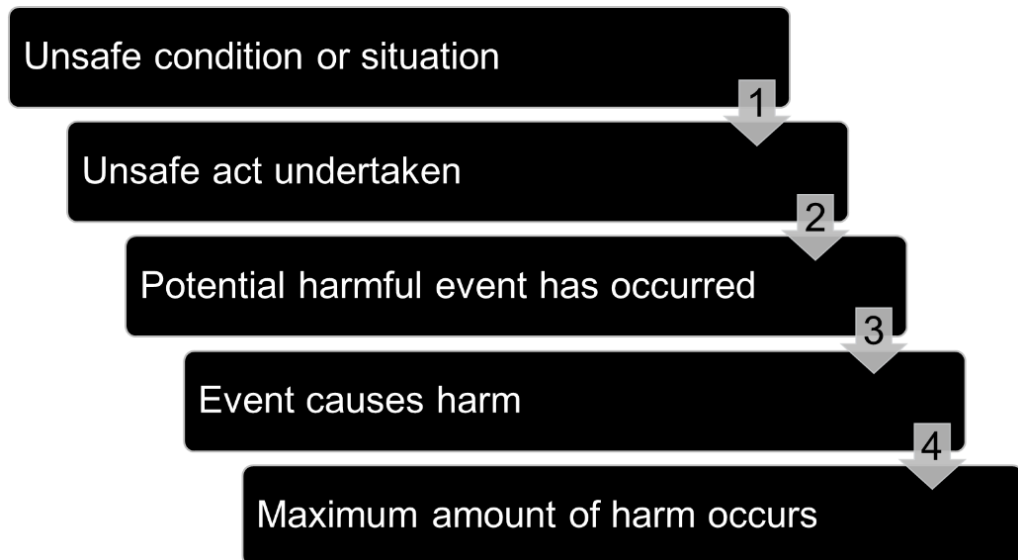 Unsafe condition or situation
1
Unsafe act undertaken
2
Potential harmful event has occurred
3
Event causes harm
4
Maximum amount of harm occurs